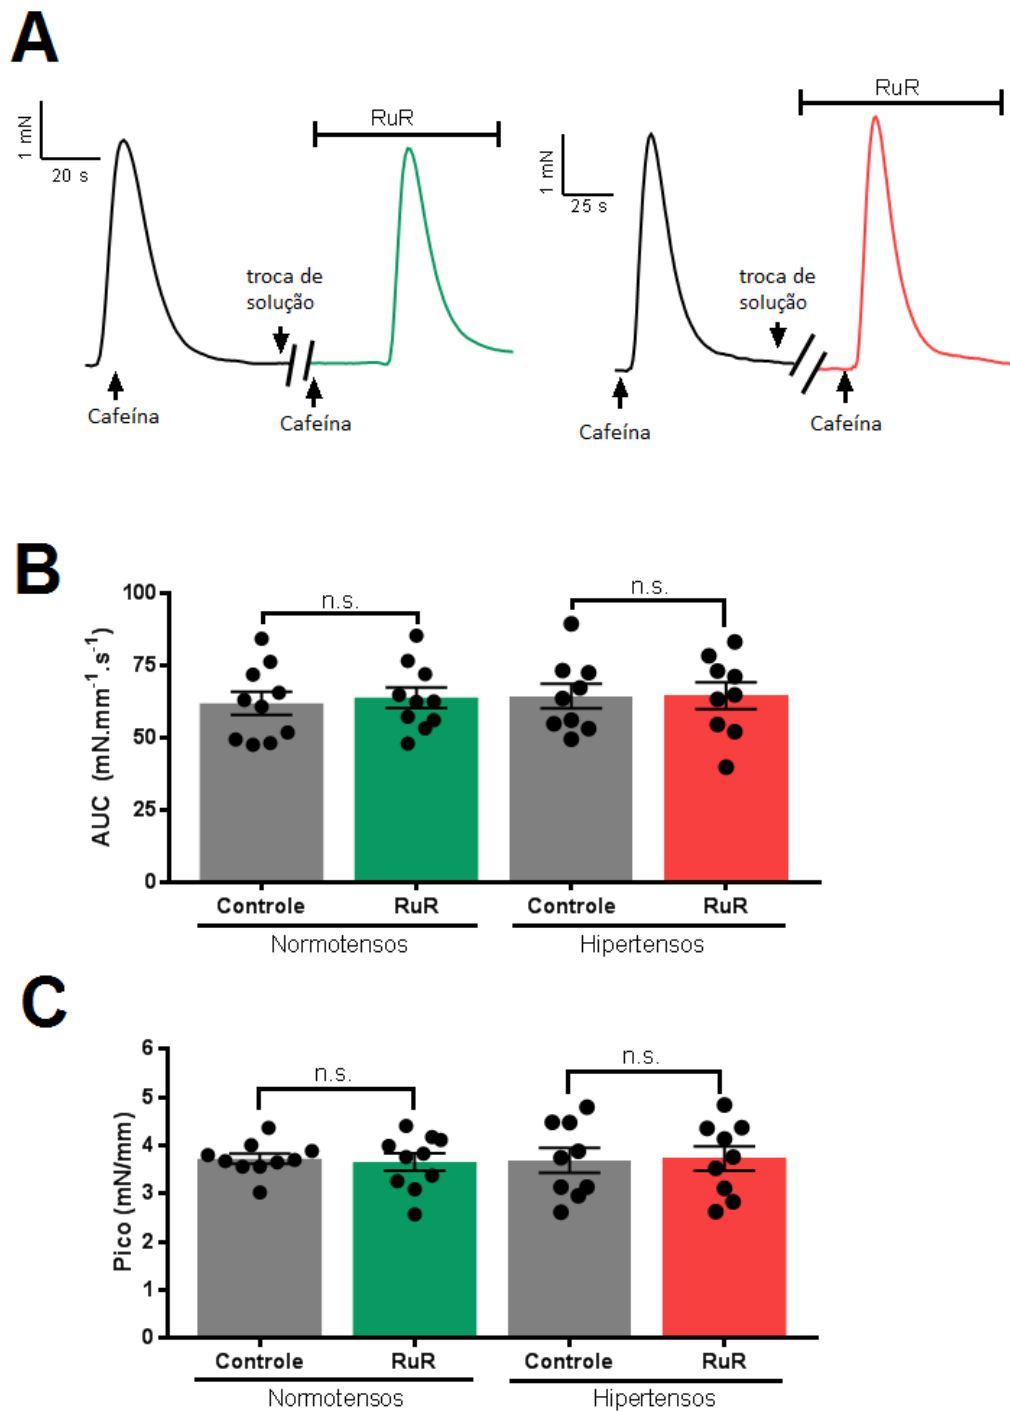 A
RuR
1 mN
20 s
troca de
solução
Cafeína
Cafeína
RuR
1 mN
25 s
troca de
solução
Cafeína
Cafeína
B
AUC (mN.mm⁻¹.s⁻¹)
100
75
50
25
0
n.s.
n.s.
Controle
RuR
Controle
RuR
Normotensos
Hipertensos
C
Pico (mN/mm)
6
5
4
3
2
1
0
n.s.
n.s.
Controle
RuR
Controle
RuR
Normotensos
Hipertensos